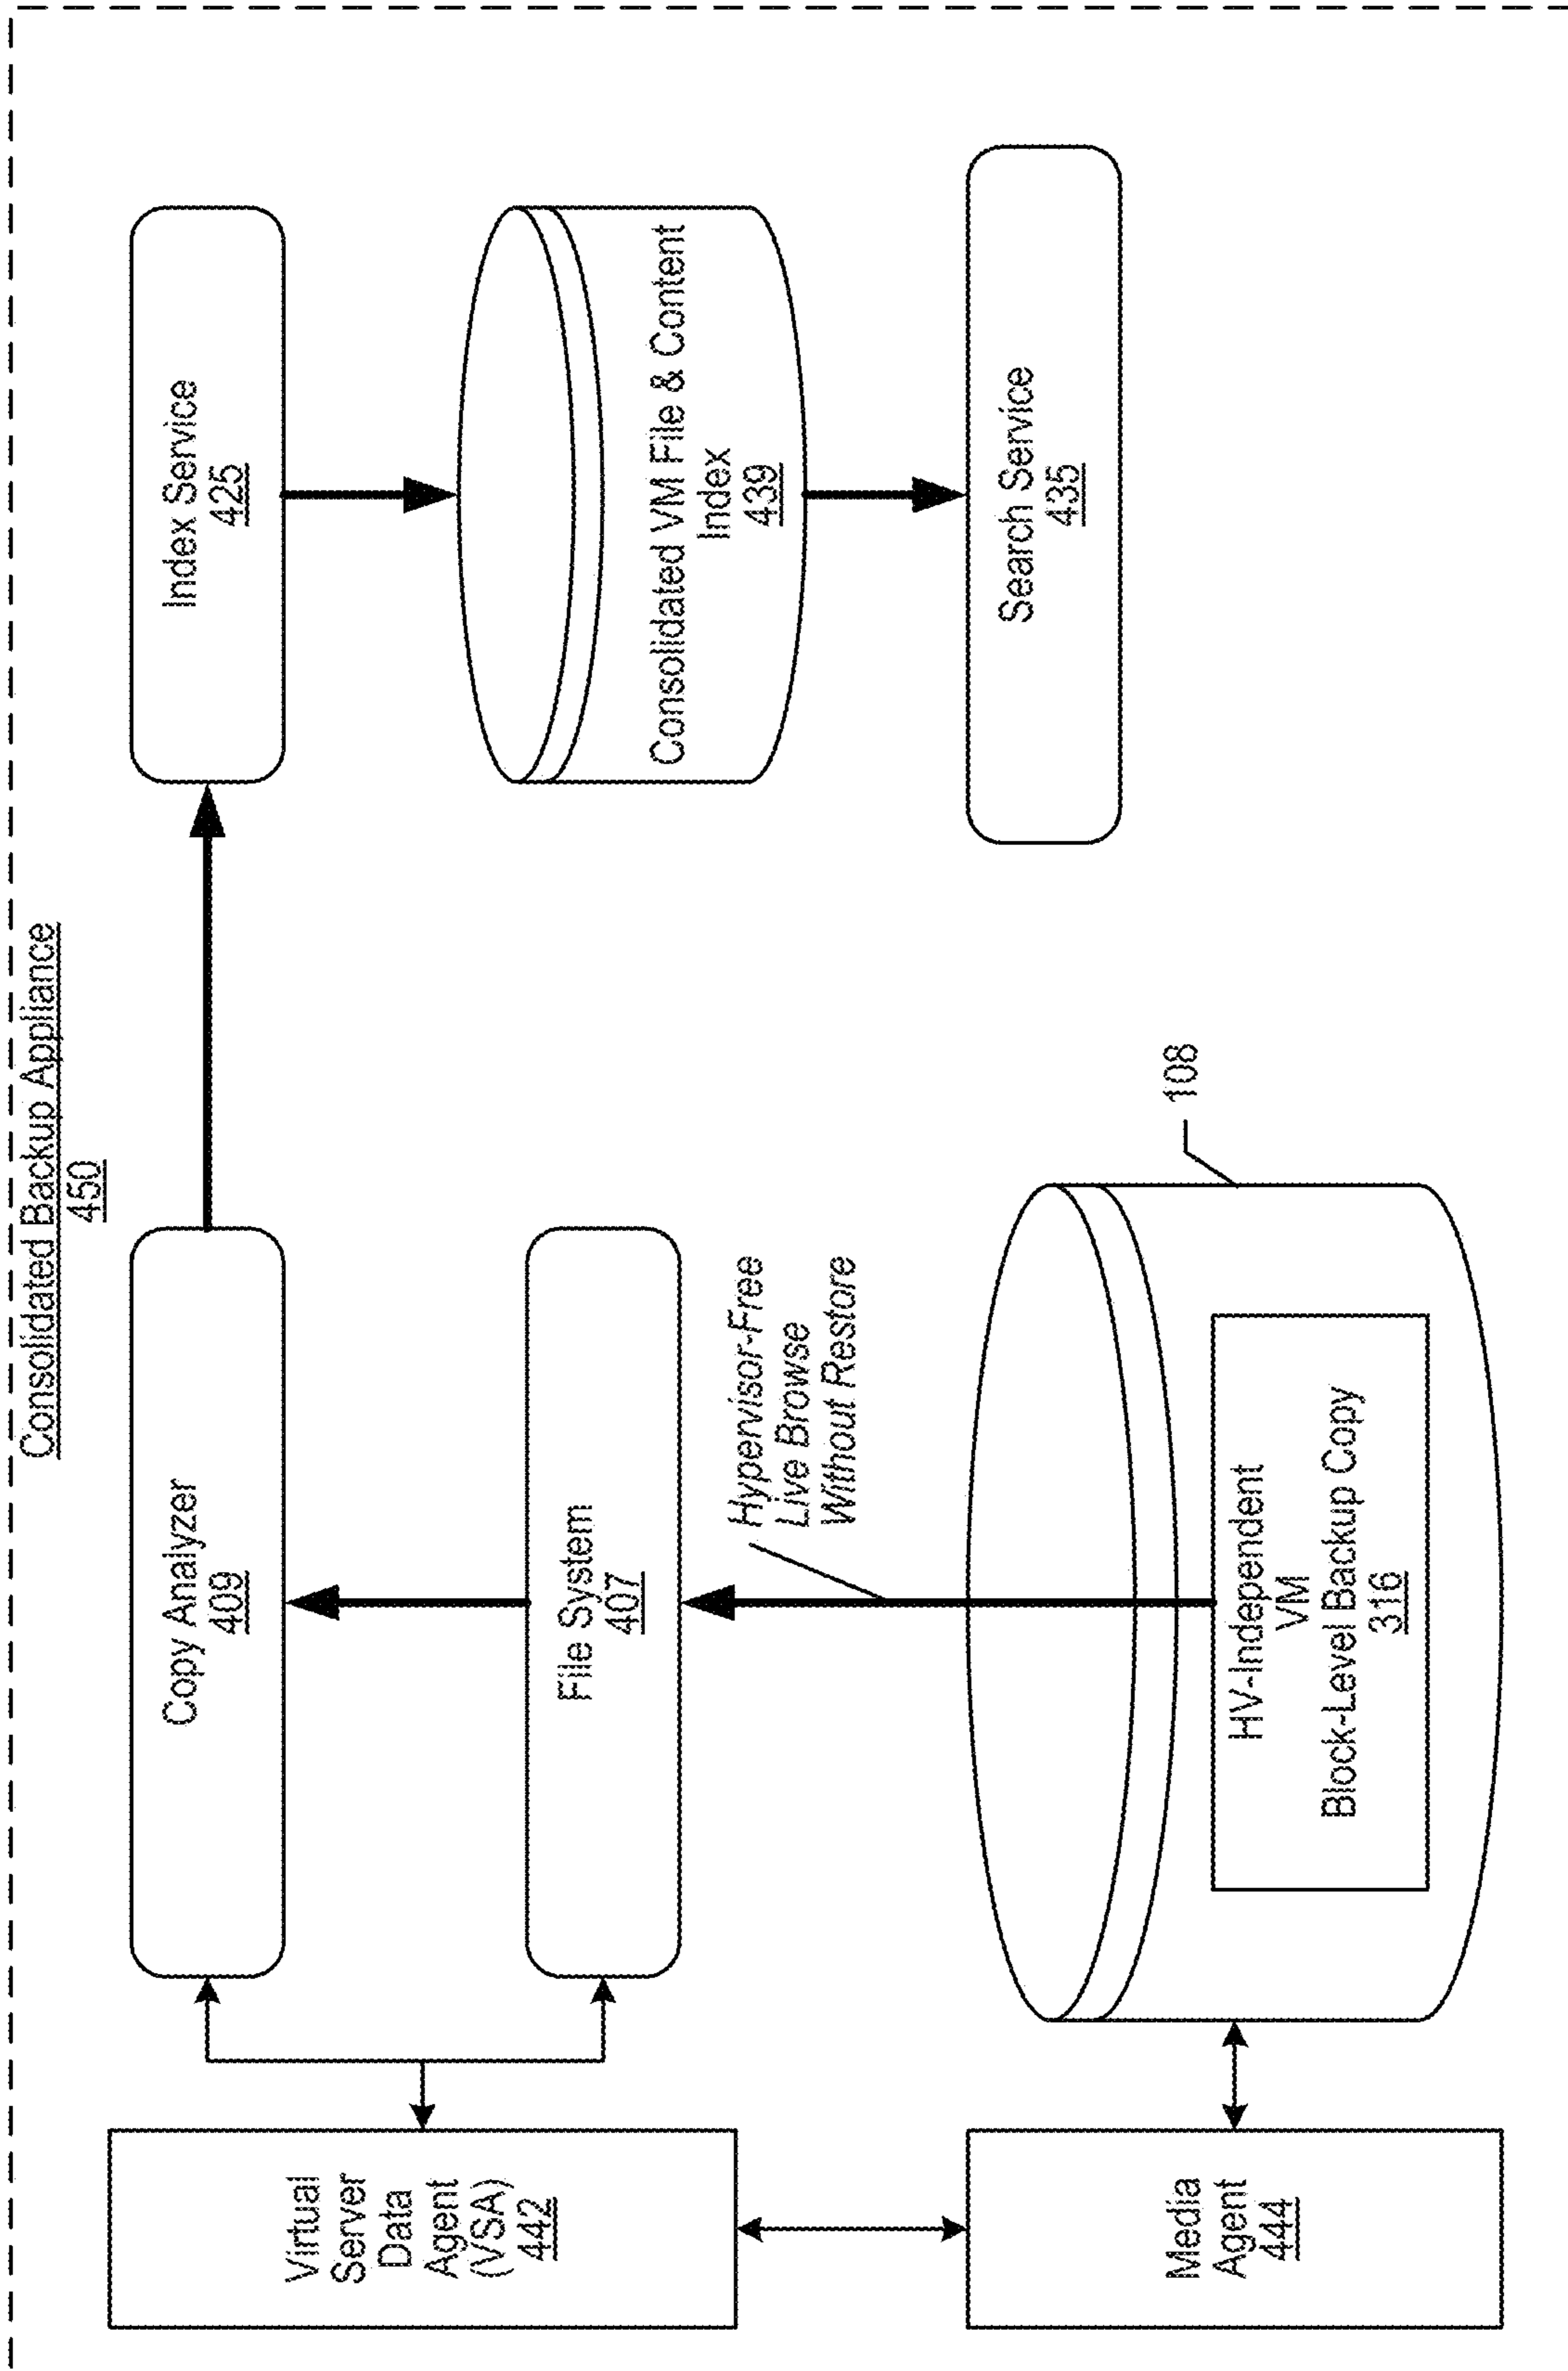 Consolidated Backup Appliance
450
Virtual
Server
Data
Agent
(VSA)
442
Copy Analyzer
409
Index Service
425
File System
407
Consolidated VM File & Content
Index
439
Hypervisor-Free
Live Browse
Without Restore
Media
Agent
444
HV-Independent
VM
Block-Level Backup Copy
316
108
Search Service
435